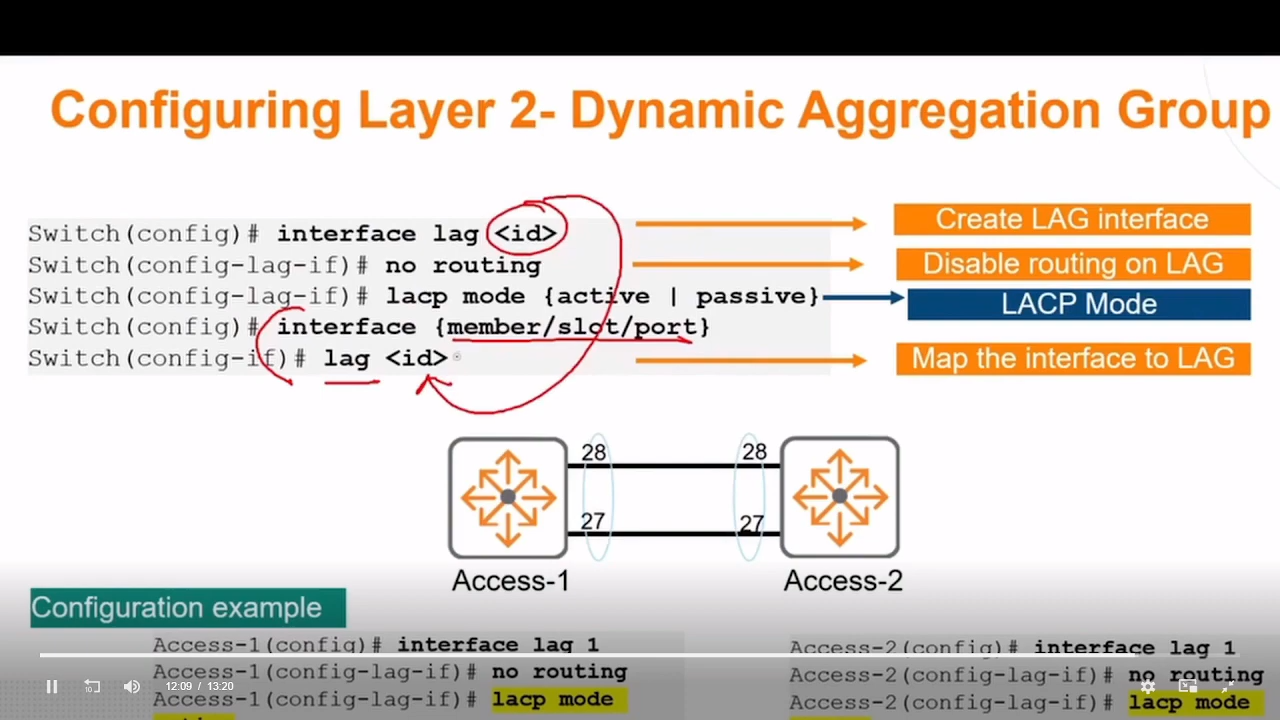 Configuring Layer 2- Dynamic Aggregation Group
Switch(config)# interface lag <id>
Create LAG interface
Switch(config-lag-if)# no routing
Disable routing on LAG
Switch(config-lag-if)# lacp mode {active | passive}
LACP Mode
Switch(config)# interface {member/slot/port}
Switch(config-if)# lag <id>
Map the interface to LAG
28
28
27
27
Access-1
Access-2
Configuration example
Access-1(config)# interface lag 1
Access-1(config-lag-if)# no routing
Access-1(config-lag-if)# lacp mode
Access-2(config)# interface lag 1
Access-2(config-lag-if)# no routing
Access-2(config-lag-if)# lacp mode
12:09 / 13:20